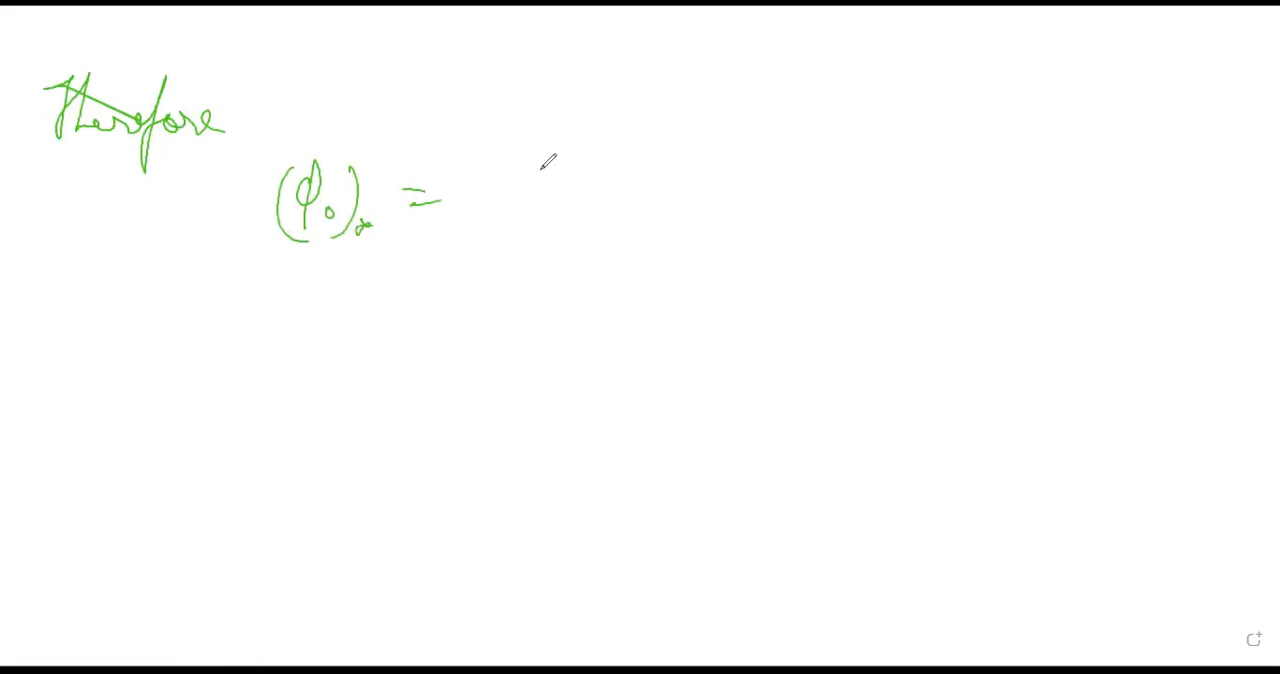 Therefore
(φ₀)ₓ =